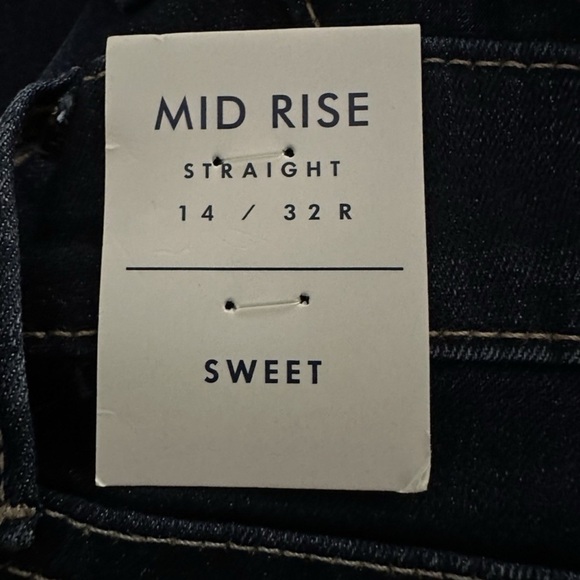 MID RISE
STRAIGHT
14 / 32 R
SWEET